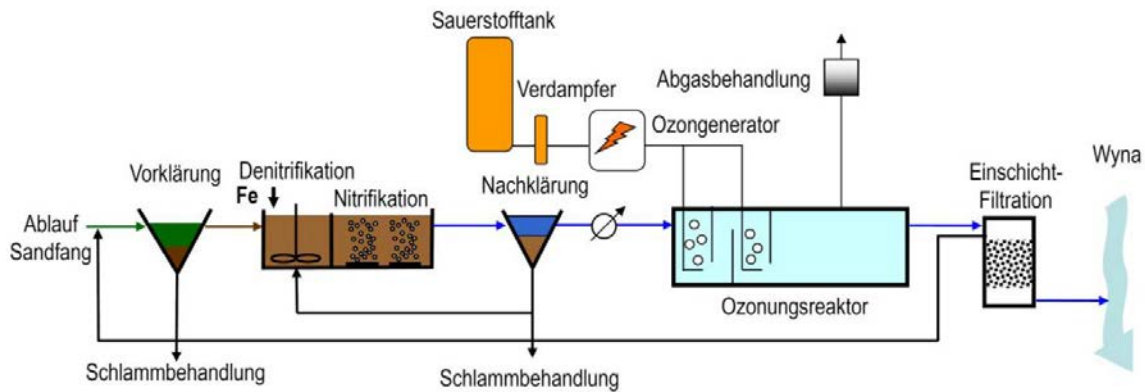 Sauerstofftank
Verdampfer
Abgasbehandlung
Ozongenerator
Vorklärung
Denitrifikation
Fe
Nitrifikation
Nachklärung
Einschicht-
Filtration
Wyna
Ablauf
Sandfang
Ozonungsreaktor
Schlammbehandlung
Schlammbehandlung